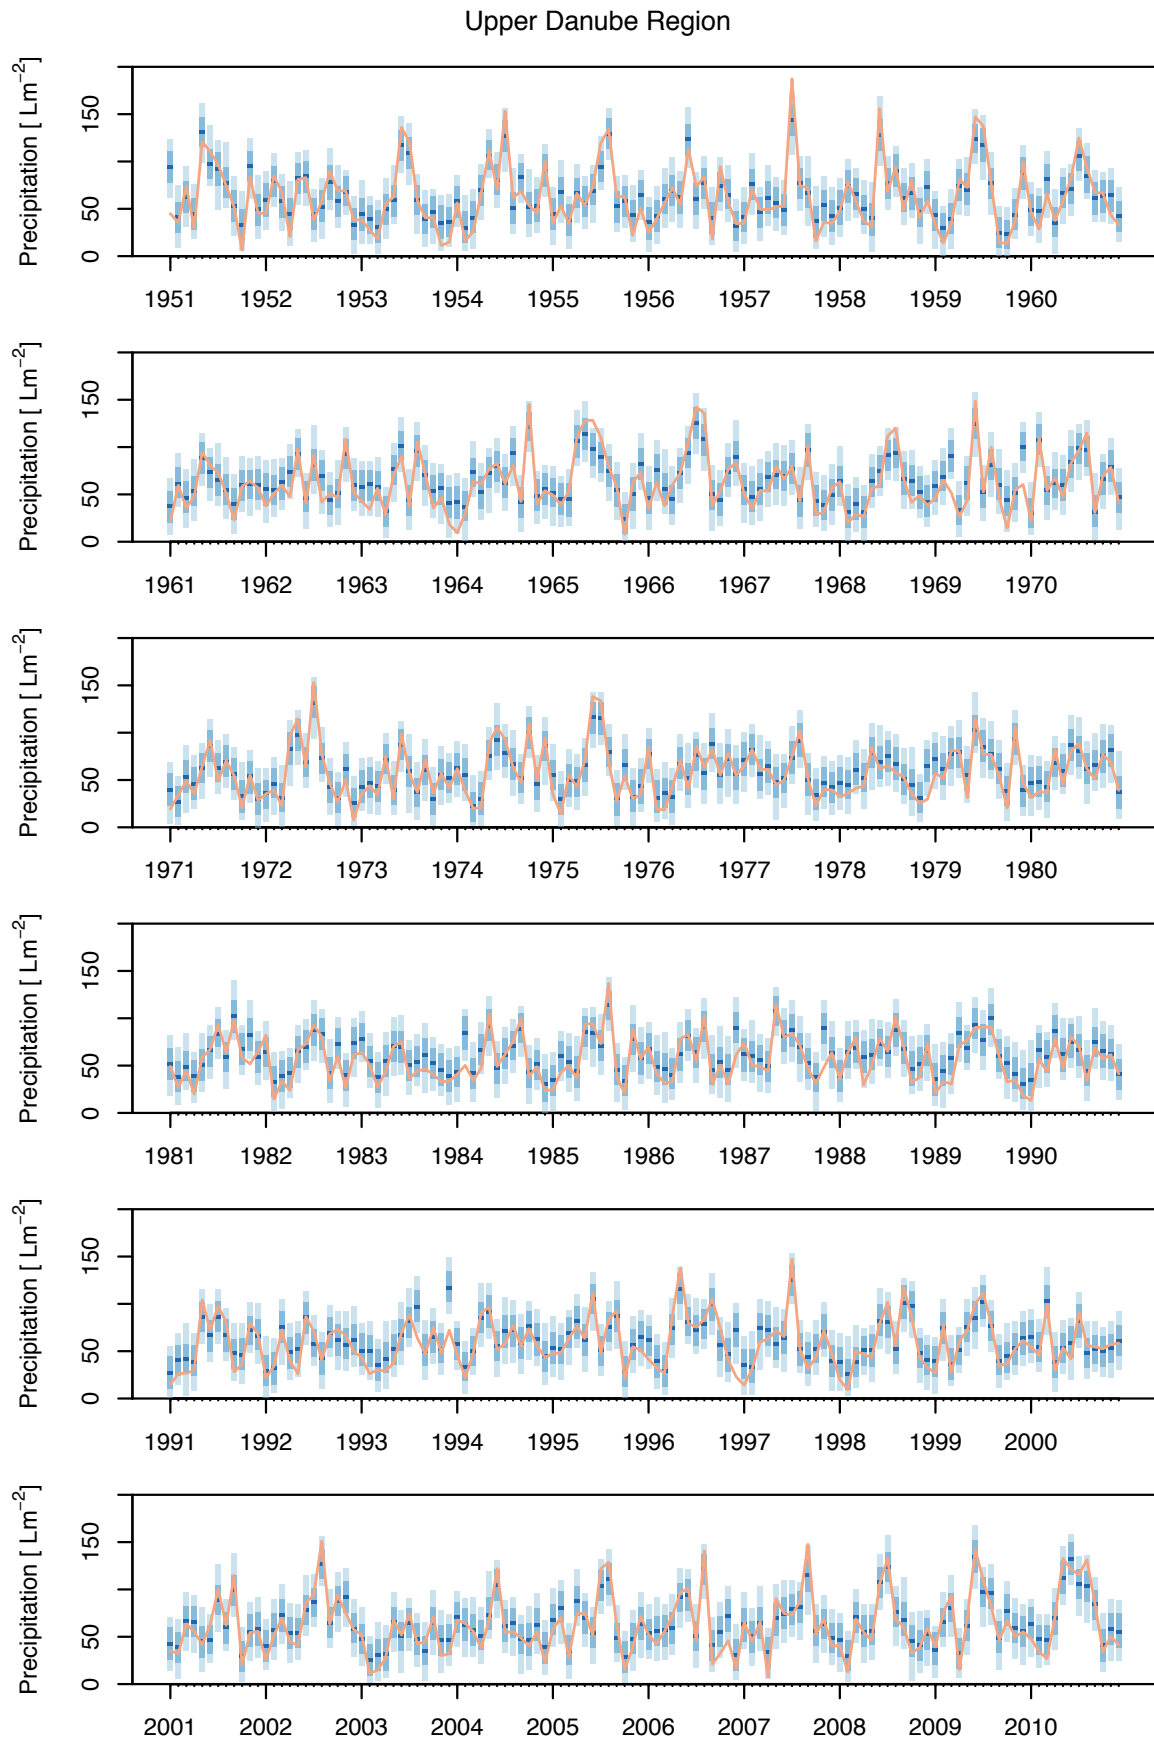 Upper Danube Region
Precipitation [ Lm⁻²]
0 50 150
1951 1952 1953 1954 1955 1956 1957 1958 1959 1960
Precipitation [ Lm⁻²]
0 50 150
1961 1962 1963 1964 1965 1966 1967 1968 1969 1970
Precipitation [ Lm⁻²]
0 50 150
1971 1972 1973 1974 1975 1976 1977 1978 1979 1980
Precipitation [ Lm⁻²]
0 50 150
1981 1982 1983 1984 1985 1986 1987 1988 1989 1990
Precipitation [ Lm⁻²]
0 50 150
1991 1992 1993 1994 1995 1996 1997 1998 1999 2000
Precipitation [ Lm⁻²]
0 50 150
2001 2002 2003 2004 2005 2006 2007 2008 2009 2010